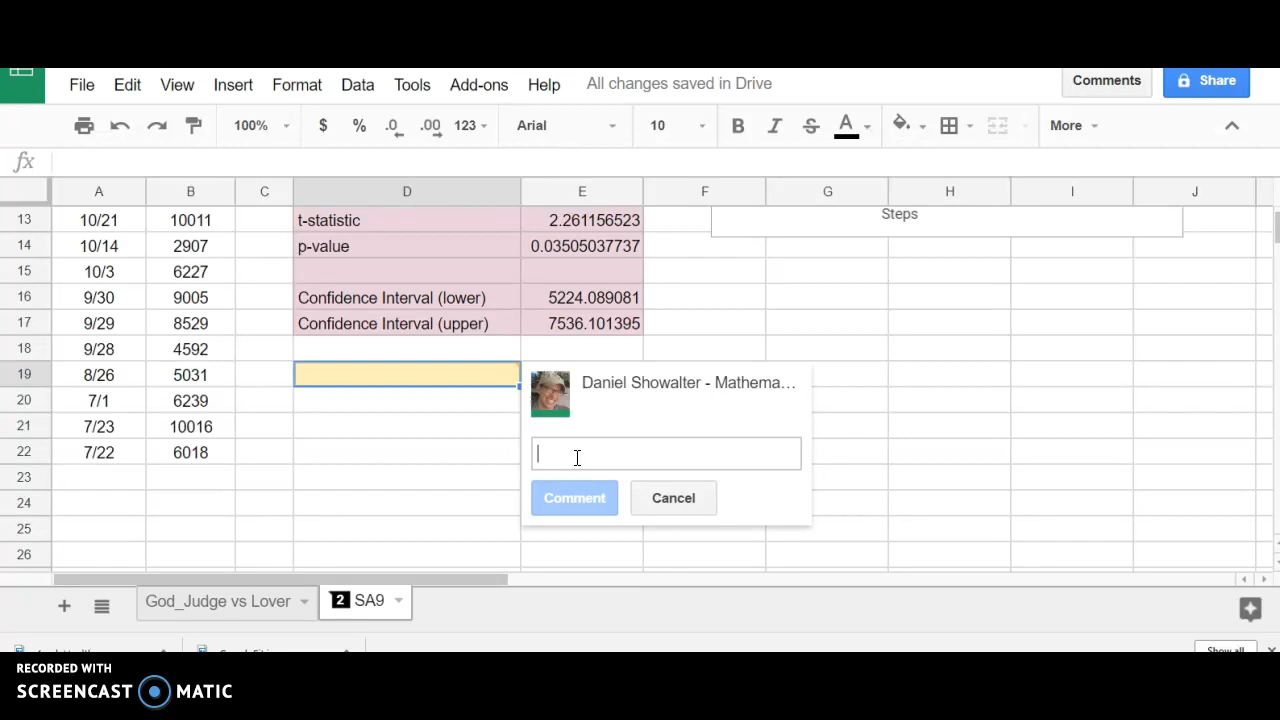 File Edit View Insert Format Data Tools Add-ons Help All changes saved in Drive Comments Share
100% $ % .0 .00 123 Arial 10 B I S A More
fx
A B C D E F G H I J
13 10/21 10011 t-statistic 2.261156523 Steps
14 10/14 2907 p-value 0.03505037737
15 10/3 6227
16 9/30 9005 Confidence Interval (lower) 5224.089081
17 9/29 8529 Confidence Interval (upper) 7536.101395
18 9/28 4592
19 8/26 5031 Daniel Showalter - Mathema...
20 7/1 6239
21 7/23 10016
22 7/22 6018
23
24 Comment Cancel
25
26
God_Judge vs Lover 2 SA9
Show all
RECORDED WITH
SCREENCAST MATIC